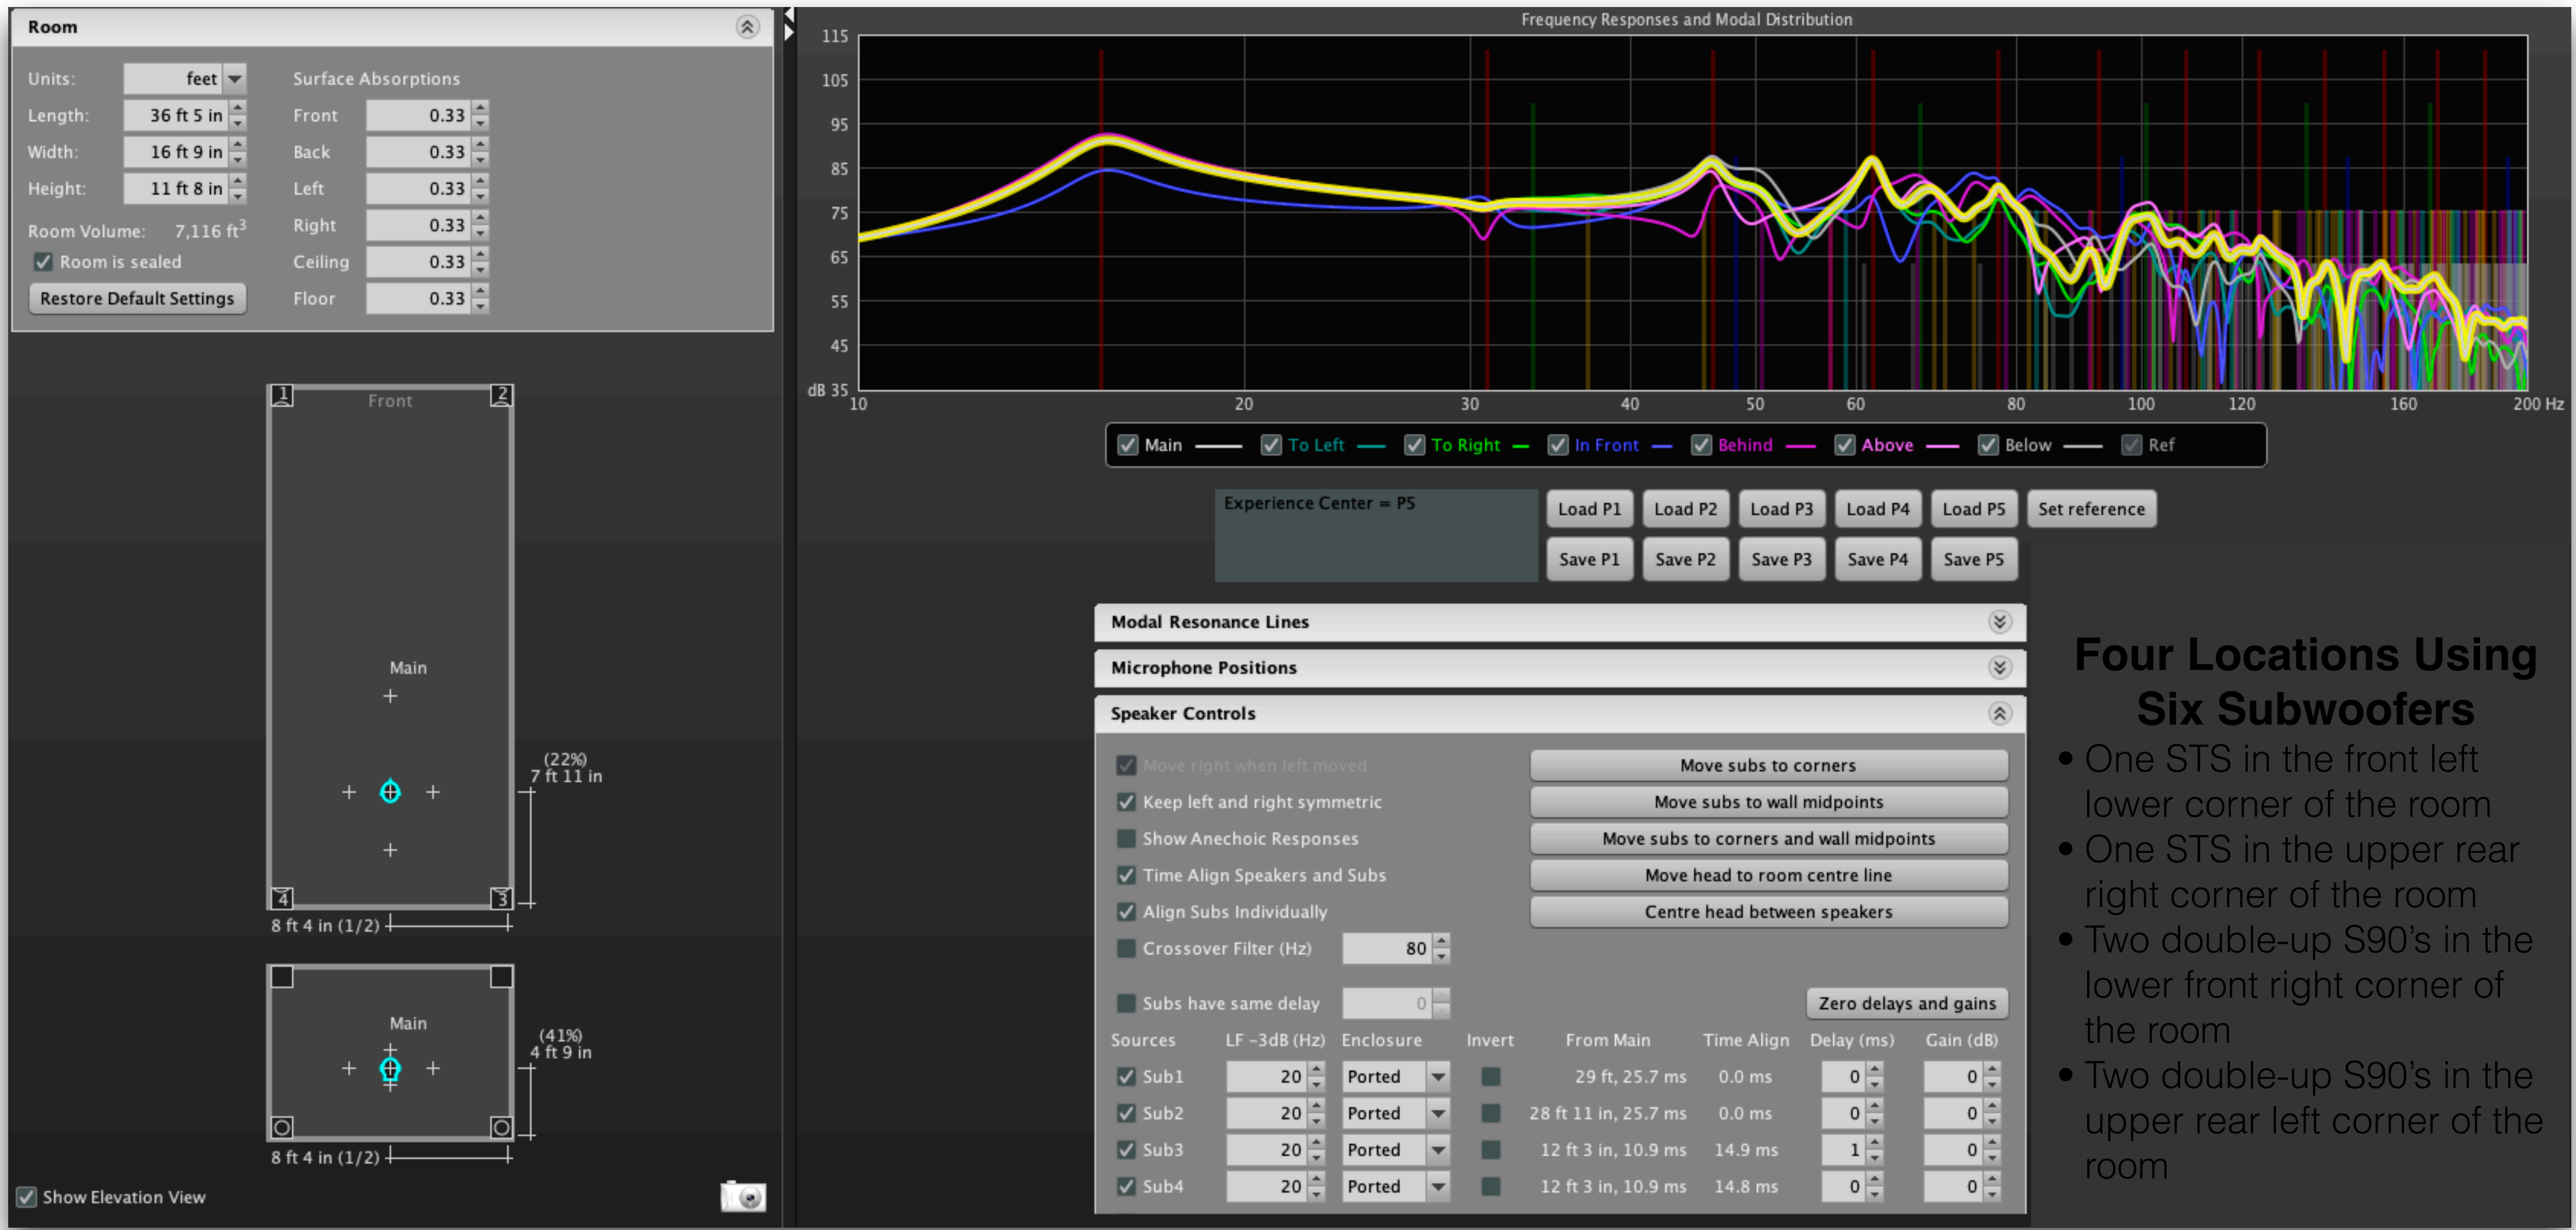 Room
Units: feet
Surface Absorptions
Length: 36 ft 5 in
Front 0.33
Width: 16 ft 9 in
Back 0.33
Height: 11 ft 8 in
Left 0.33
Room Volume: 7,116 ft³
Right 0.33
Room is sealed
Ceiling 0.33
Restore Default Settings
Floor 0.33
1
Front
2
Main
(22%)
7 ft 11 in
4
3
8 ft 4 in (1/2)
Main
(41%)
4 ft 9 in
8 ft 4 in (1/2)
Show Elevation View
Frequency Responses and Modal Distribution
115
105
95
85
75
65
55
45
dB 35
10 20 30 40 50 60 80 100 120 160 200 Hz
Main To Left To Right In Front Behind Above Below Ref
Experience Center = P5
Load P1 Load P2 Load P3 Load P4 Load P5 Set reference
Save P1 Save P2 Save P3 Save P4 Save P5
Modal Resonance Lines
Microphone Positions
Speaker Controls
Move right when left moved
Move subs to corners
Keep left and right symmetric
Move subs to wall midpoints
Show Anechoic Responses
Move subs to corners and wall midpoints
Time Align Speakers and Subs
Move head to room centre line
Align Subs Individually
Centre head between speakers
Crossover Filter (Hz) 80
Subs have same delay 0
Zero delays and gains
Sources LF -3dB (Hz) Enclosure Invert From Main Time Align Delay (ms) Gain (dB)
Sub1 20 Ported 29 ft, 25.7 ms 0.0 ms 0 0
Sub2 20 Ported 28 ft 11 in, 25.7 ms 0.0 ms 0 0
Sub3 20 Ported 12 ft 3 in, 10.9 ms 14.9 ms 1 0
Sub4 20 Ported 12 ft 3 in, 10.9 ms 14.8 ms 0 0
Four Locations Using
Six Subwoofers
• One STS in the front left
lower corner of the room
• One STS in the upper rear
right corner of the room
• Two double-up S90's in the
lower front right corner of
the room
• Two double-up S90's in the
upper rear left corner of the
room